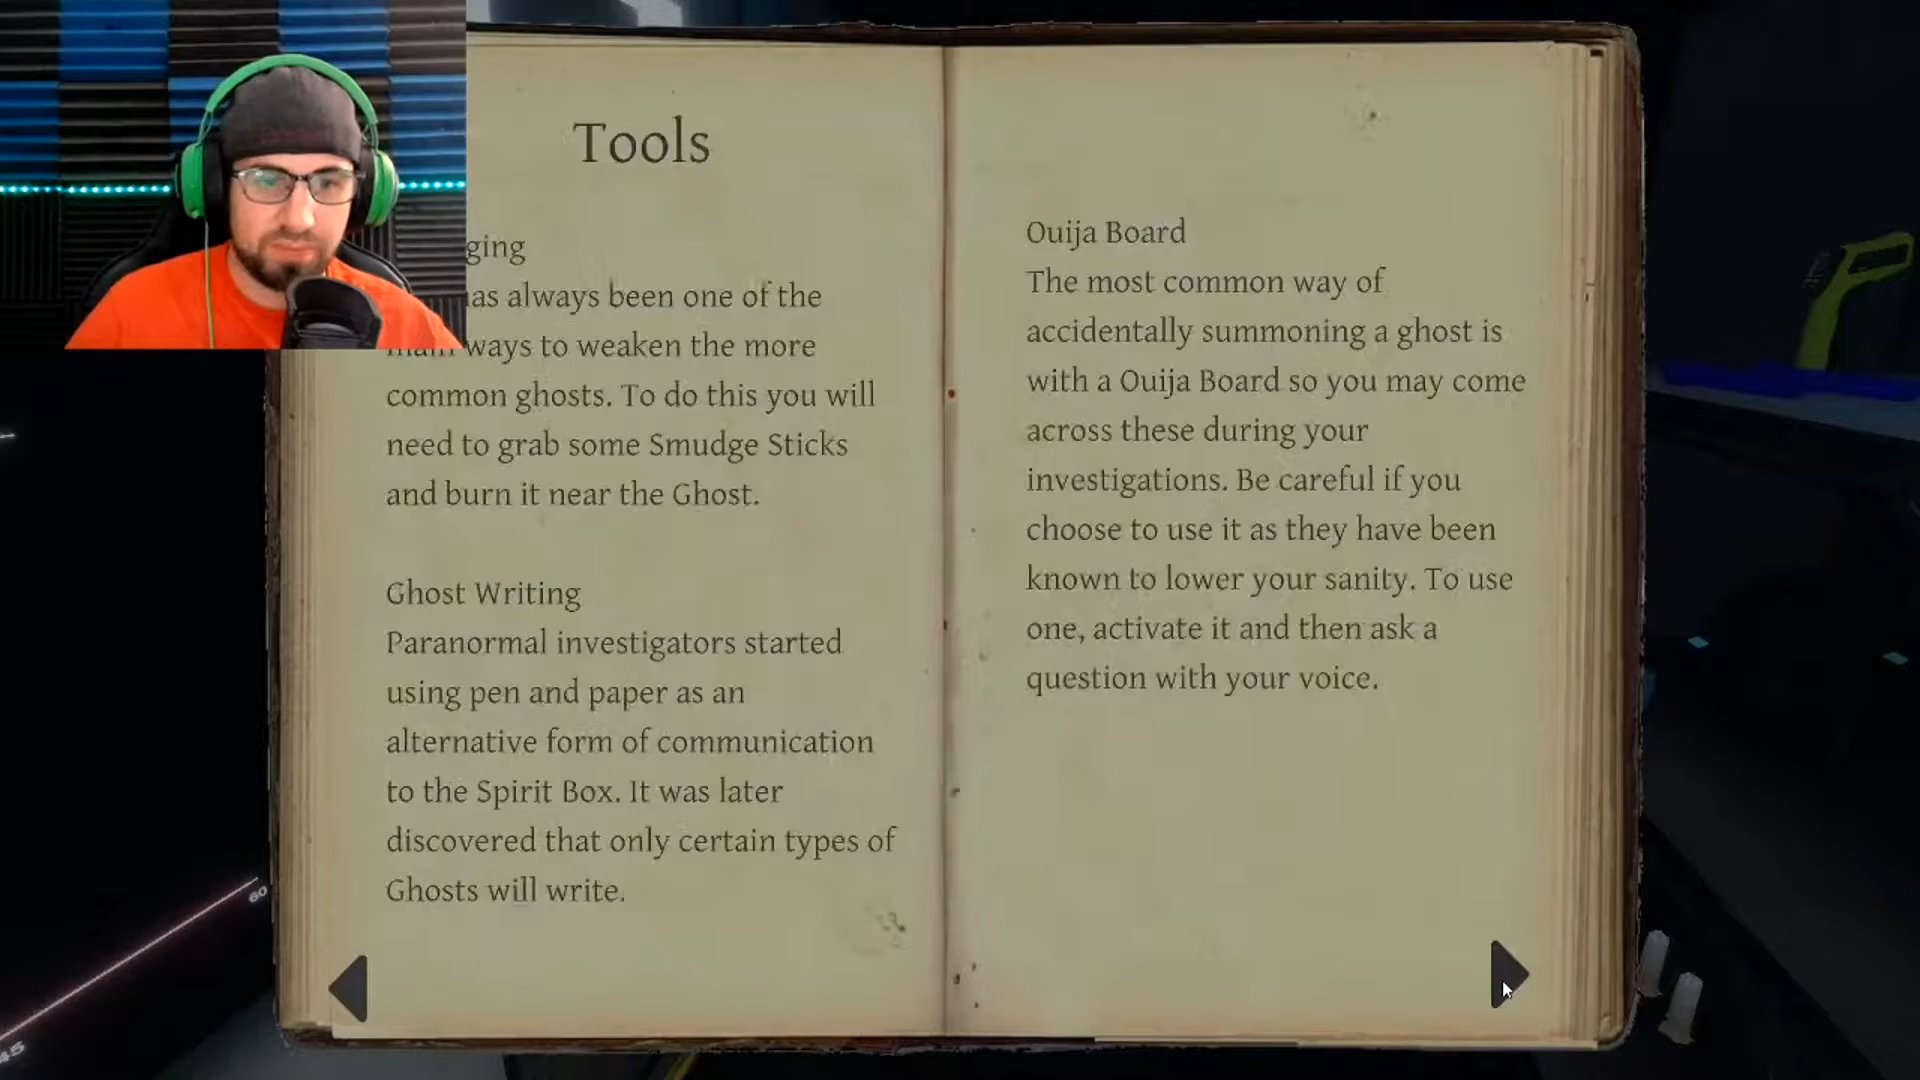 Tools
ging
as always been one of the
main ways to weaken the more
common ghosts. To do this you will
need to grab some Smudge Sticks
and burn it near the Ghost.
Ghost Writing
Paranormal investigators started
using pen and paper as an
alternative form of communication
to the Spirit Box. It was later
discovered that only certain types of
Ghosts will write.
Ouija Board
The most common way of
accidentally summoning a ghost is
with a Ouija Board so you may come
across these during your
investigations. Be careful if you
choose to use it as they have been
known to lower your sanity. To use
one, activate it and then ask a
question with your voice.
60
45